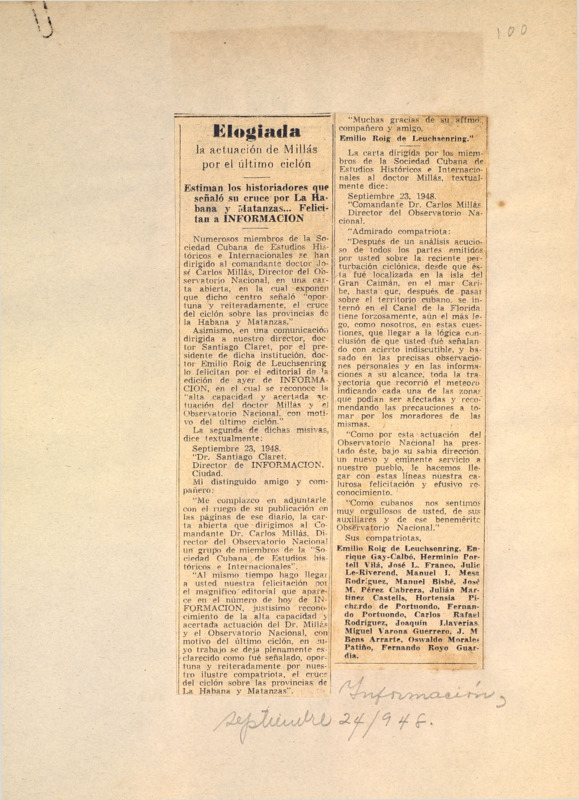 100
Elogiada
la actuación de Millás
por el último ciclón
Estiman los historiadores que
señaló su cruce por La Ha-
bana y Matanzas... Felici-
tan a INFORMACION
Numerosos miembros de la So-
ciedad Cubana de Estudios His-
tóricos e Internacionales se han
dirigido al comandante doctor Jo-
sé Carlos Millás, Director del Ob-
servatorio Nacional, en una car-
ta abierta, en la cual exponen
que dicho centro señaló "opor-
tuna y reiteradamente, el cruce
del ciclón sobre las provincias de
la Habana y Matanzas."
Asimismo, en una comunicación
dirigida a nuestro director, doc-
tor Santiago Claret, por el pre-
sidente de dicha institución, doc-
tor Emilio Roig de Leuchsenring
lo felicitan por el editorial de la
edición de ayer de INFORMA-
CION, en el cual se reconoce la
"alta capacidad y acertada ac-
tuación del doctor Millás y el
Observatorio Nacional, con moti-
vo del último ciclón."
La segunda de dichas misivas,
dice textualmente:
Septiembre 23, 1948.
"Dr. Santiago Claret.
Director de INFORMACION.
Ciudad.
Mi distinguido amigo y com-
pañero:
"Me complazco en adjuntarle
con el ruego de su publicación en
las páginas de ese diario, la car-
ta abierta que dirigimos al Co-
mandante Dr. Carlos Millás, Di-
rector del Observatorio Nacional
un grupo de miembros de la "So-
ciedad Cubana de Estudios his-
tóricos e Internacionales".
"Al mismo tiempo hago llegar
a usted nuestra felicitación por
el magnífico editorial que apare-
ce en el número de hoy de IN-
FORMACION, justísimo recono-
cimiento de la alta capacidad y
acertada actuación del Dr. Millás
y el Observatorio Nacional, con
motivo del último ciclón, en cu-
yo trabajo se deja plenamente es-
clarecido como fué señalado, opor-
tuna y reiteradamente por nues-
tro ilustre compatriota, el cruce
del ciclón sobre las provincias de
La Habana y Matanzas".
"Muchas gracias de su affmo.
compañero y amigo,
Emilio Roig de Leuchsenring."
La carta dirigida por los miem-
bros de la Sociedad Cubana de
Estudios Históricos e Internacio-
nales al doctor Millás, textual-
mente dice:
Septiembre 23, 1948.
"Comandante Dr. Carlos Millás
Director del Observatorio Na-
cional.
"Admirado compatriota:
"Después de un análisis acucio-
so de todos los partes emitidos
por usted sobre la reciente per-
turbación ciclónica, desde que és-
ta fué localizada en la isla del
Gran Caimán, en el mar Cari-
be, hasta que, después de pasar
sobre el territorio cubano, se in-
ternó en el Canal de la Florida
tiene forzosamente, aún el más le-
go, como nosotros, en estas cues-
tiones, que llegar a la lógica con-
clusión de que usted fué señalan-
do con acierto indiscutible, y ba-
sado en las precisas observacio-
nes personales y en las informa-
ciones a su alcance, toda la tra-
yectoria que recorrió el meteoro
indicando cada una de las zonas
que podían ser afectadas y reco-
mendando las precauciones a to-
mar por los moradores de las
mismas.
"Como por esta actuación del
Observatorio Nacional ha pres-
tado éste, bajo su sabia dirección
un nuevo y eminente servicio a
nuestro pueblo, le hacemos lle-
gar con estas líneas nuestra ca-
lurosa felicitación y efusivo re-
conocimiento.
"Como cubanos nos sentimos
muy orgullosos de usted, de sus
auxiliares y de ese benemérito
Observatorio Nacional."
Sus compatriotas,
Emilio Roig de Leuchsenring, En-
rique Gay-Calbó, Herminio Por-
tell Vilá, José L. Franco, Julio
Le-Riverend, Manuel I. Mesa
Rodríguez, Manuel Bisbé, José
M. Pérez Cabrera, Julián Mar-
tínez Castells, Hortensia Pi-
chardo de Portuondo, Fernan-
do Portuondo, Carlos Rafael
Rodríguez, Joaquín Llaverías,
Miguel Varona Guerrero, J. M
Bens Arrarte, Osvaldo Morales
Patiño, Fernando Royo Guar-
dia.
Información,
septiembre 24/948.